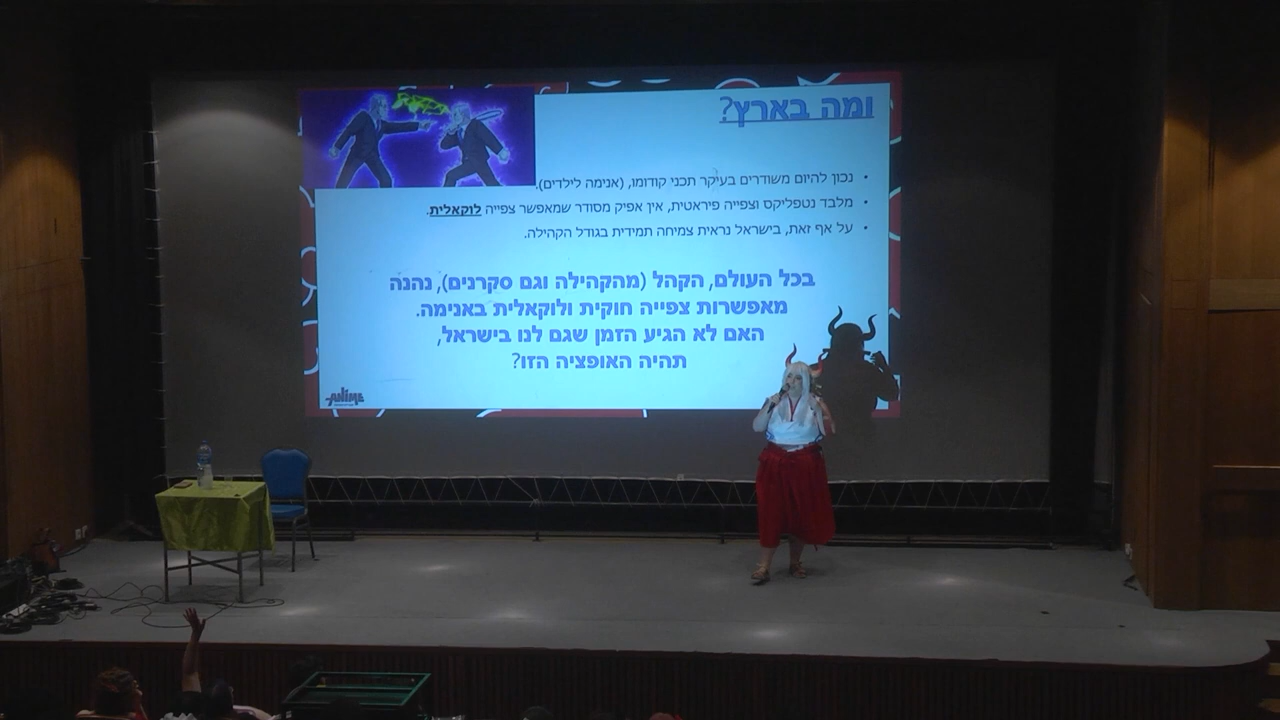 ומה בארץ?
• נכון להיום משודרים בעיקר תכני קודומו, (אנימה לילדים).
• מלבד נטפליקס וצפייה פיראטית, אין אפיק מסודר שמאפשר צפייה לוקאלית.
• על אף זאת, בישראל נראית צמיחה תמידית בגודל הקהילה.
בכל העולם, הקהל (מהקהילה וגם סקרנים), נהנה
מאפשרות צפייה חוקית ולוקאלית באנימה.
האם לא הגיע הזמן שגם לנו בישראל,
תהיה האופציה הזו?